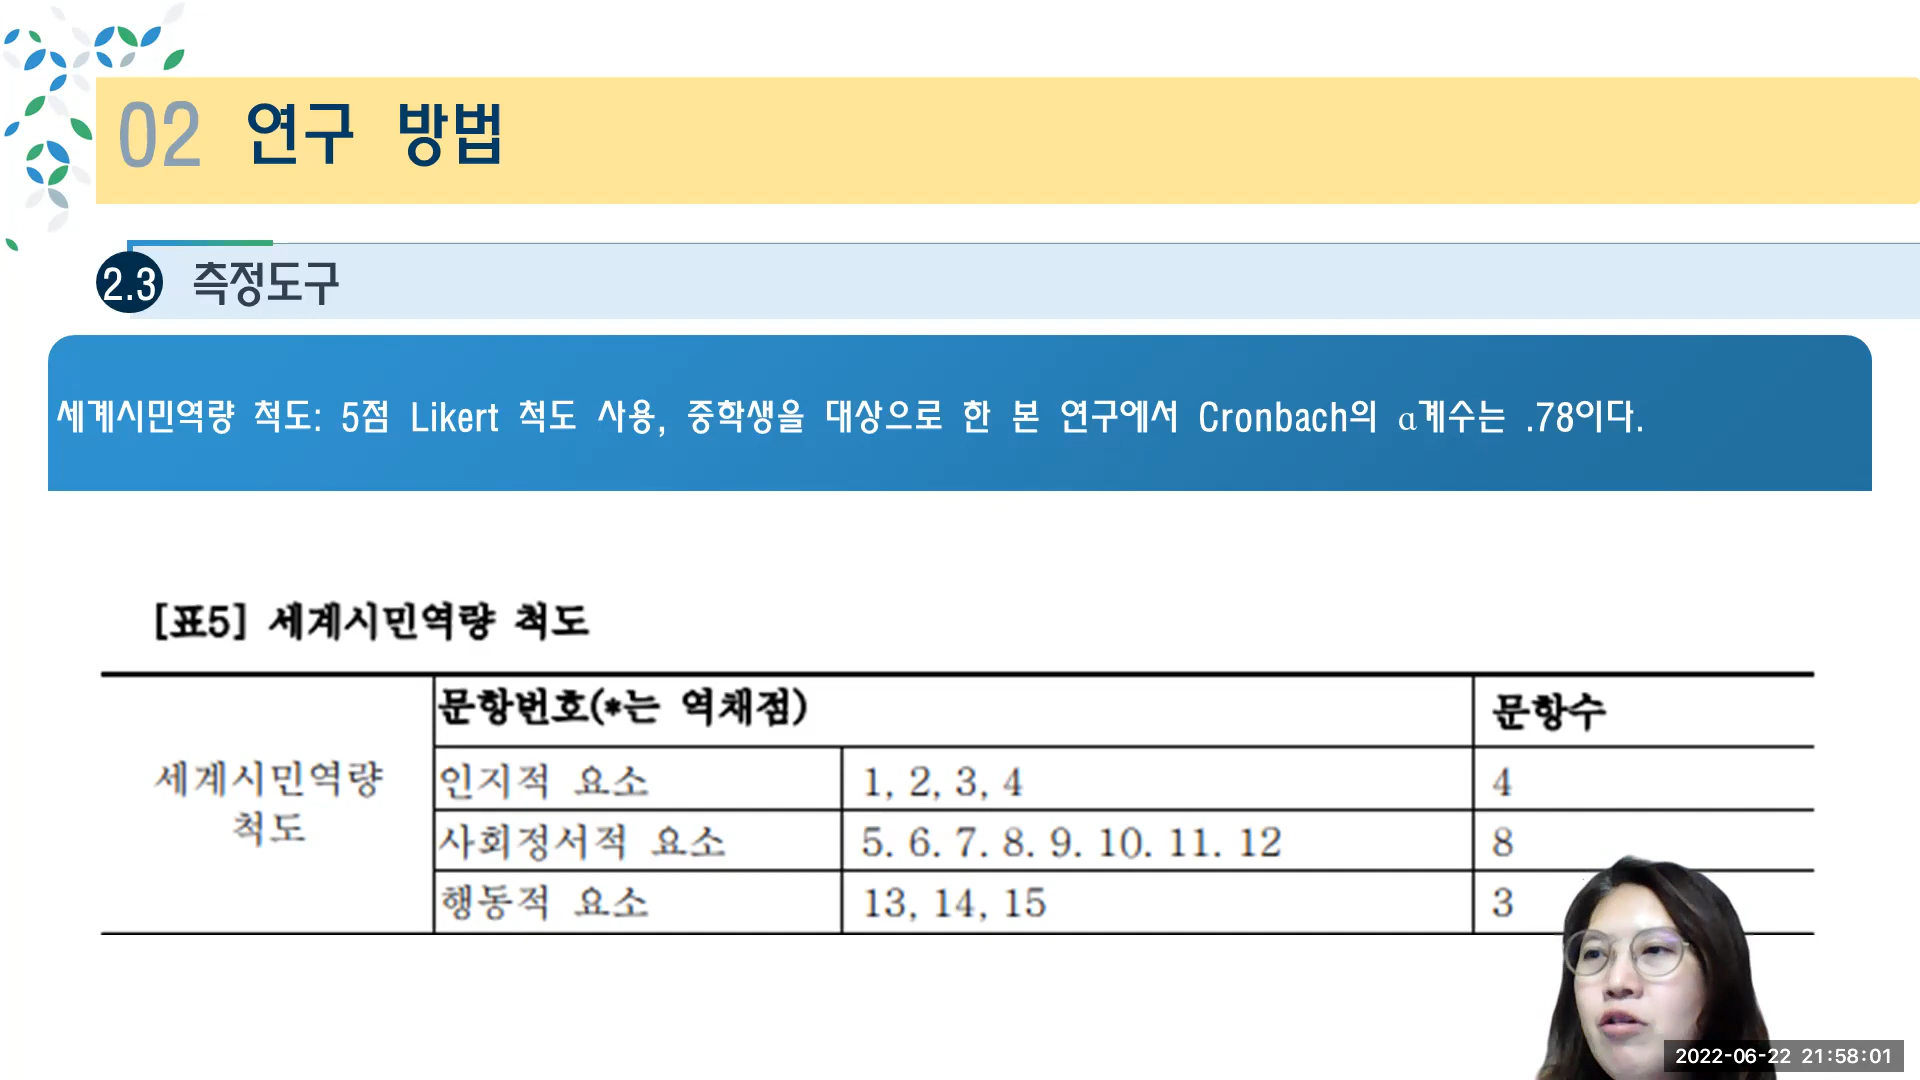 02 연구 방법
2.3 측정도구
세계시민역량 척도: 5점 Likert 척도 사용, 중학생을 대상으로 한 본 연구에서 Cronbach의 α계수는 .78이다.
[표5] 세계시민역량 척도
문항번호(*는 역채점) 문항수
세계시민역량
척도
인지적 요소 1, 2, 3, 4 4
사회정서적 요소 5. 6. 7. 8. 9. 10. 11. 12 8
행동적 요소 13, 14, 15 3
2022-06-22 21:58:01